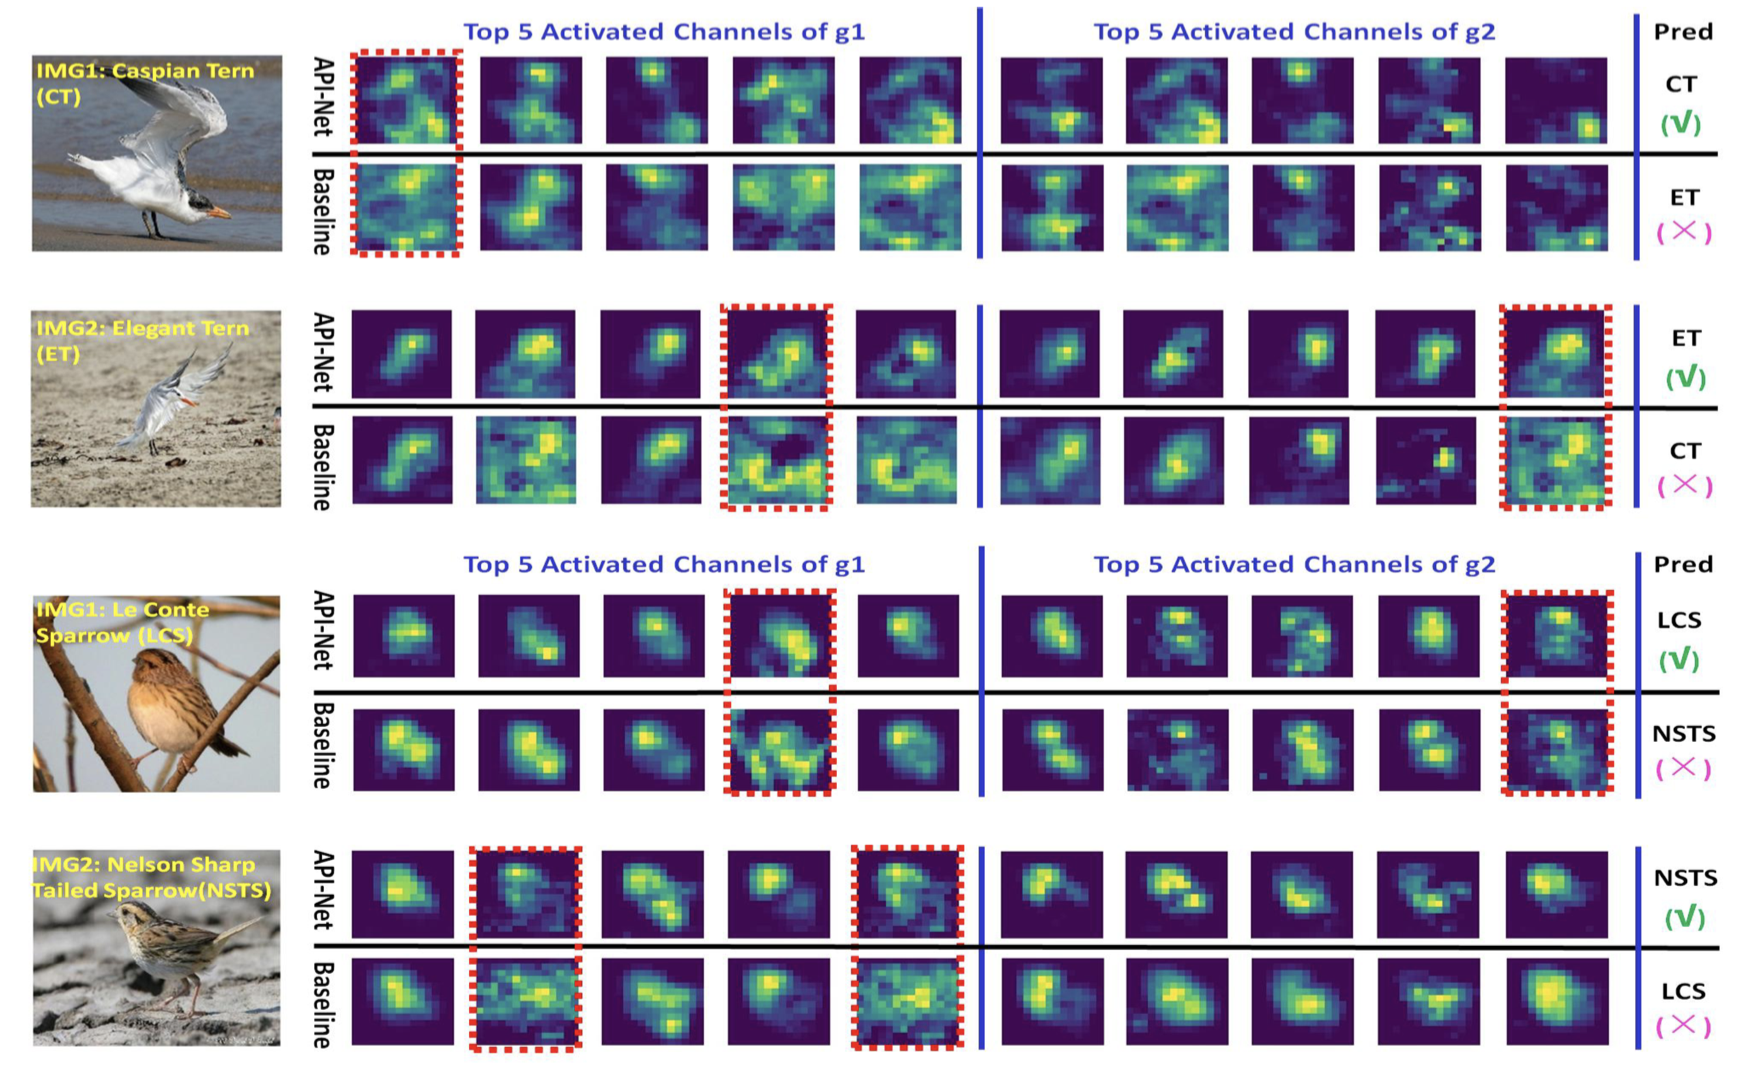 Top 5 Activated Channels of g1
Top 5 Activated Channels of g2
Pred
IMG1: Caspian Tern
(CT)
API-Net
CT
(√)
Baseline
ET
(×)
IMG2: Elegant Tern
(ET)
API-Net
ET
(√)
Baseline
CT
(×)
Top 5 Activated Channels of g1
Top 5 Activated Channels of g2
Pred
IMG1: Le Conte
Sparrow (LCS)
API-Net
LCS
(√)
Baseline
NSTS
(×)
IMG2: Nelson Sharp
Tailed Sparrow(NSTS)
API-Net
NSTS
(√)
Baseline
LCS
(×)